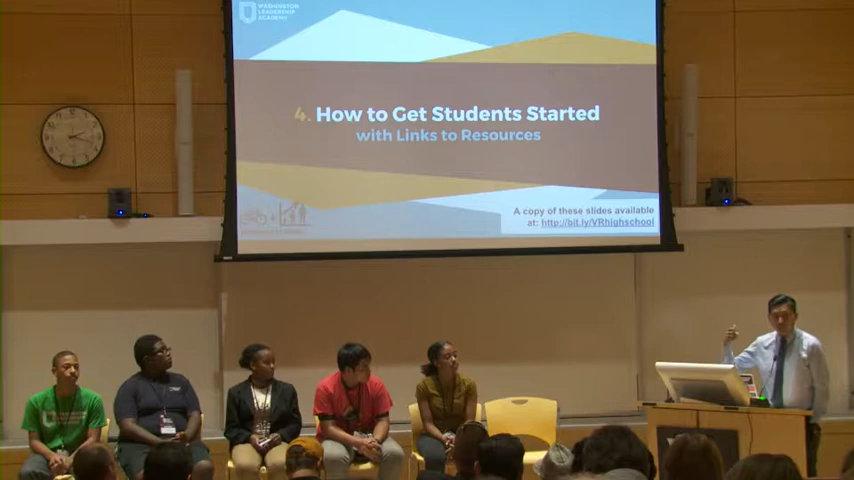 WASHINGTON
LEADERSHIP
ACADEMY
4. How to Get Students Started
with Links to Resources
A copy of these slides available
at: http://bit.ly/VRhighschool